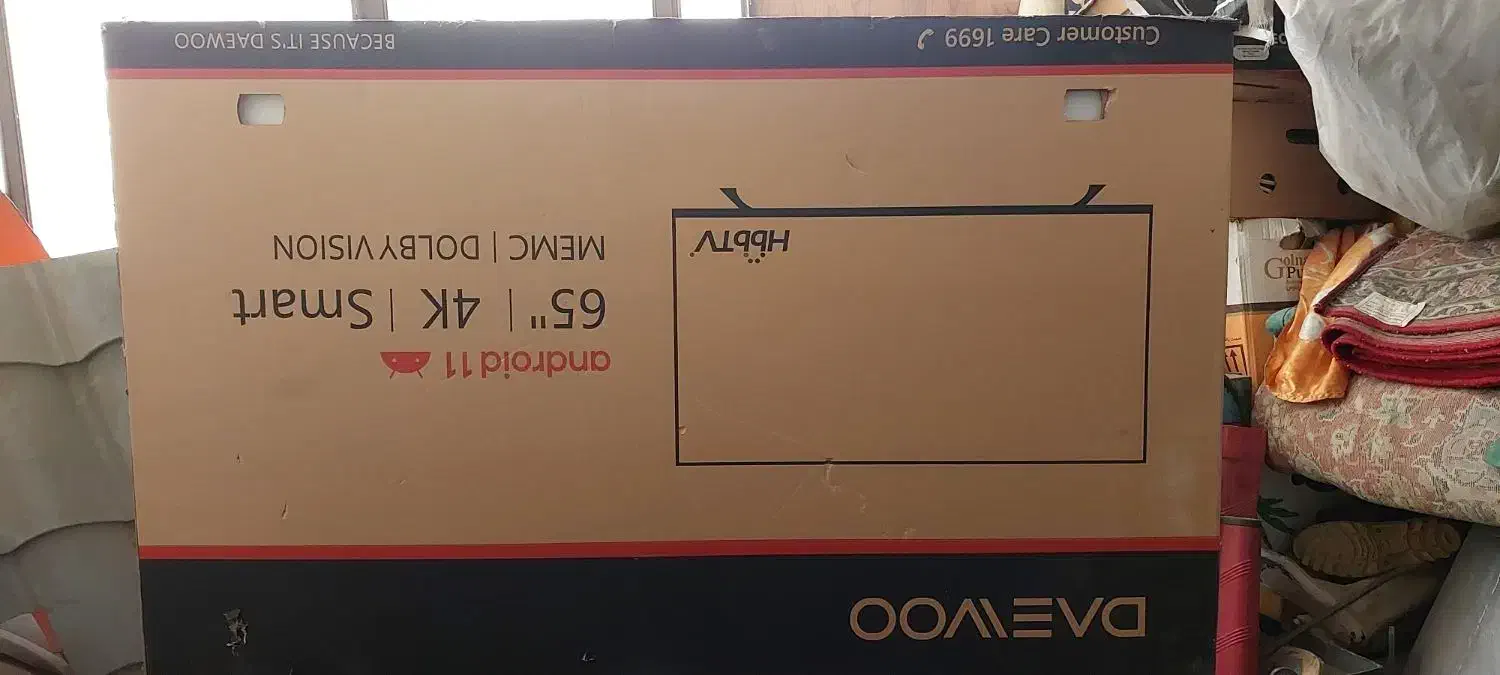 DAEWOO
android 11
65" | 4K | Smart
MEMC | DOLBY VISION
HbbTV
Customer Care 1699
BECAUSE IT'S DAEWOO